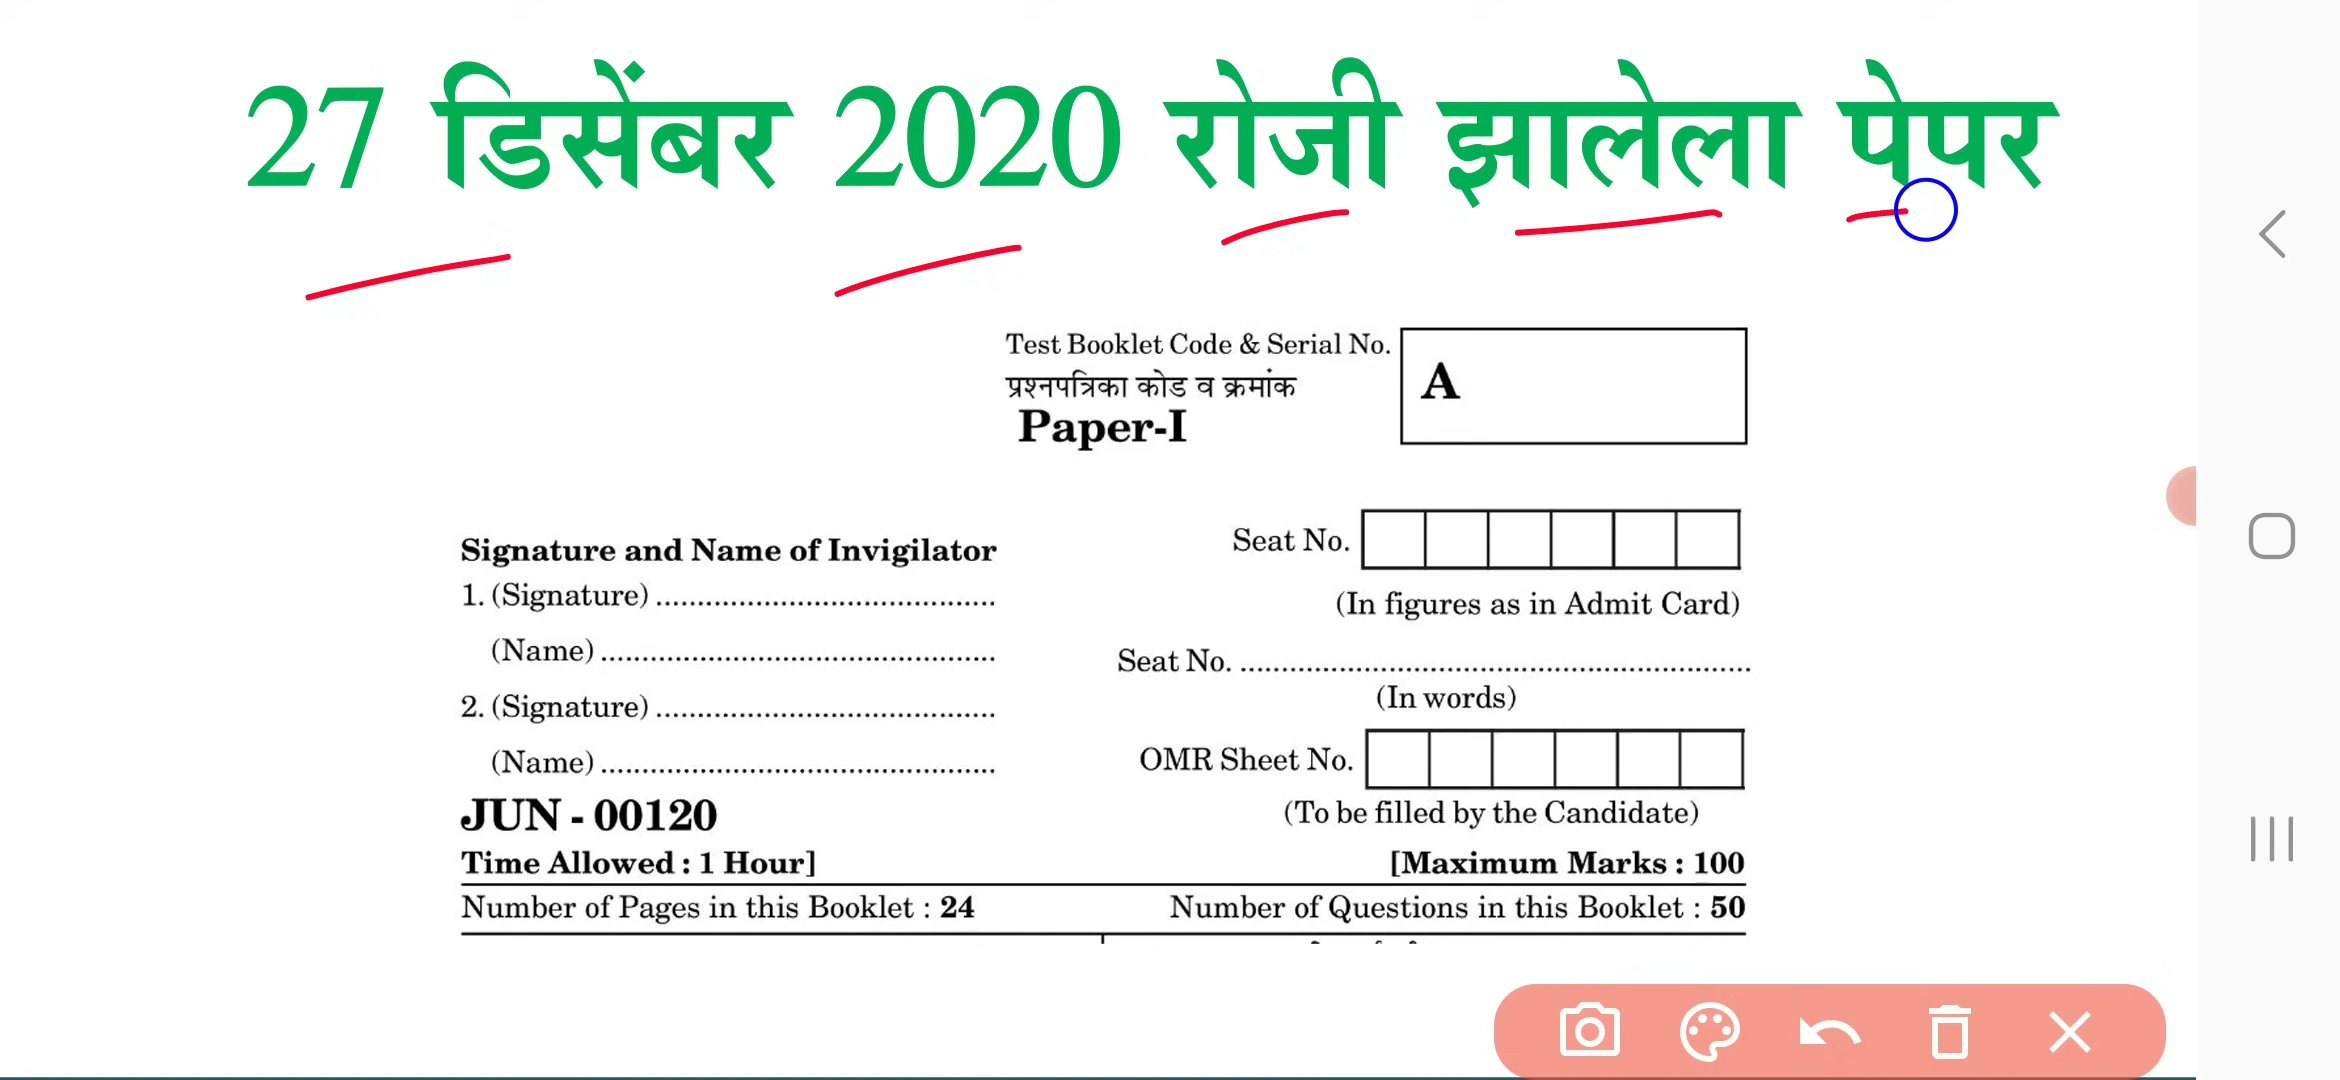 27 डिसेंबर 2020 रोजी झालेला पेपर
Test Booklet Code & Serial No.
प्रश्नपत्रिका कोड व क्रमांक
Paper-I
A
Signature and Name of Invigilator
1. (Signature) .........................................
(Name) ................................................
2. (Signature) .........................................
(Name) ................................................
JUN - 00120
Time Allowed : 1 Hour]
Number of Pages in this Booklet : 24
Seat No.
(In figures as in Admit Card)
Seat No. ..............................................................
(In words)
OMR Sheet No.
(To be filled by the Candidate)
[Maximum Marks : 100
Number of Questions in this Booklet : 50